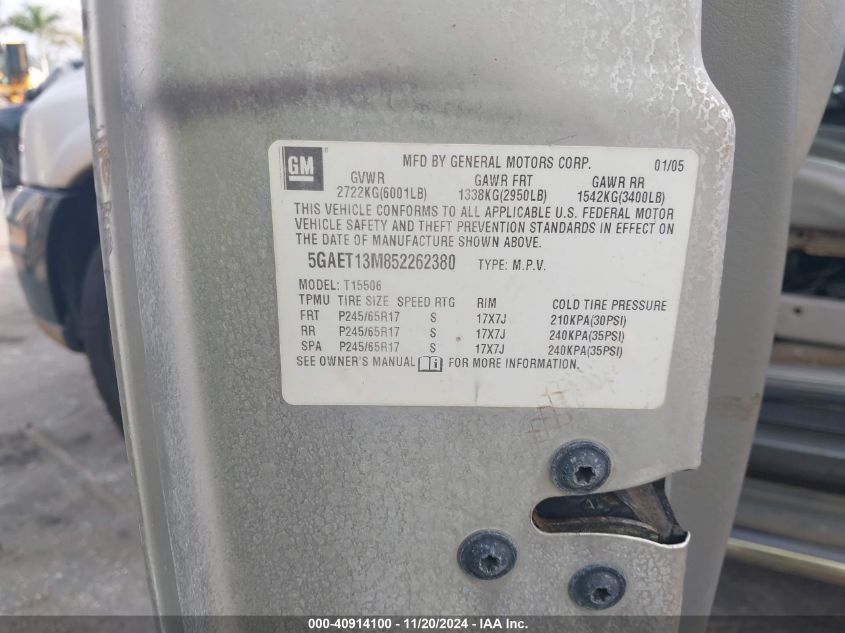 GM MFD BY GENERAL MOTORS CORP. 01/05
GVWR GAWR FRT GAWR RR
2722KG(6001LB) 1338KG(2950LB) 1542KG(3400LB)
THIS VEHICLE CONFORMS TO ALL APPLICABLE U.S. FEDERAL MOTOR
VEHICLE SAFETY AND THEFT PREVENTION STANDARDS IN EFFECT ON
THE DATE OF MANUFACTURE SHOWN ABOVE.
5GAET13M852262380 TYPE: M.P.V.
MODEL: T15506
TPMU TIRE SIZE SPEED RTG RIM COLD TIRE PRESSURE
FRT P245/65R17 S 17X7J 210KPA(30PSI)
RR P245/65R17 S 17X7J 240KPA(35PSI)
SPA P245/65R17 S 17X7J 240KPA(35PSI)
SEE OWNER'S MANUAL i FOR MORE INFORMATION.
000-40914100 - 11/20/2024 - IAA Inc.